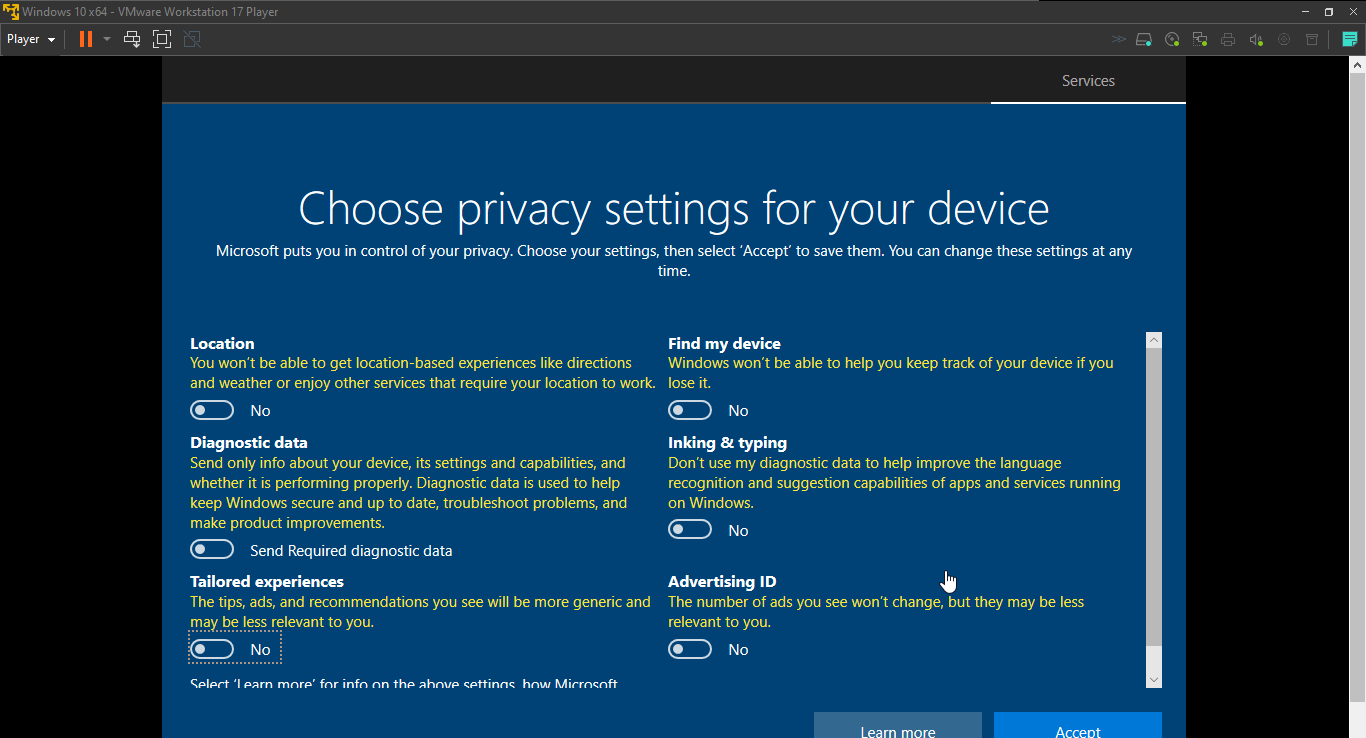 Windows 10 x64 - VMware Workstation 17 Player
Player
Services
Choose privacy settings for your device
Microsoft puts you in control of your privacy. Choose your settings, then select 'Accept' to save them. You can change these settings at any
time.
Location
You won't be able to get location-based experiences like directions
and weather or enjoy other services that require your location to work.
No
Find my device
Windows won't be able to help you keep track of your device if you
lose it.
No
Diagnostic data
Send only info about your device, its settings and capabilities, and
whether it is performing properly. Diagnostic data is used to help
keep Windows secure and up to date, troubleshoot problems, and
make product improvements.
Send Required diagnostic data
Inking & typing
Don't use my diagnostic data to help improve the language
recognition and suggestion capabilities of apps and services running
on Windows.
No
Tailored experiences
The tips, ads, and recommendations you see will be more generic and
may be less relevant to you.
No
Advertising ID
The number of ads you see won't change, but they may be less
relevant to you.
No
Select 'Learn more' for info on the above settings, how Microsoft
Learn more
Accept